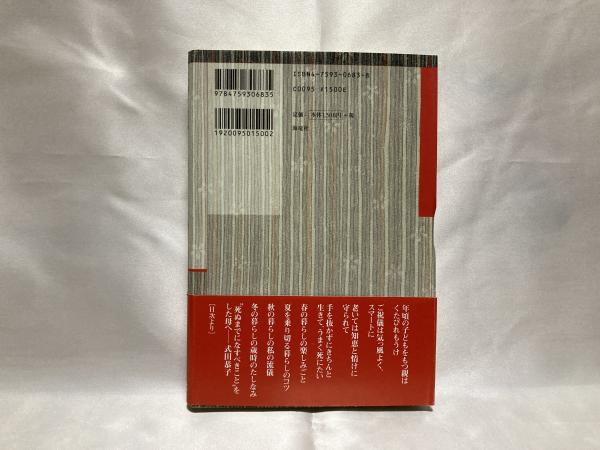 ISBN4-7593-0683-8
C0095 ¥1500E
定価 - 本体1,500円 + 税
海竜社
9784759306835
1920095015002
年頃の子どもをもつ親は
くたびれもうけ
ご祝儀は気っ風よく、
スマートに
老いては知恵と情けに
守られて
手を抜かずにきちんと
生きて、うまく死にたい
春の暮らしの楽しみごと
夏を乗り切る暮らしのコツ
秋の暮らしの私の流儀
冬の暮らしの歳時のたしなみ
"死ぬまでになすべきこと"を
した母へ——武田恭子
[目次より]